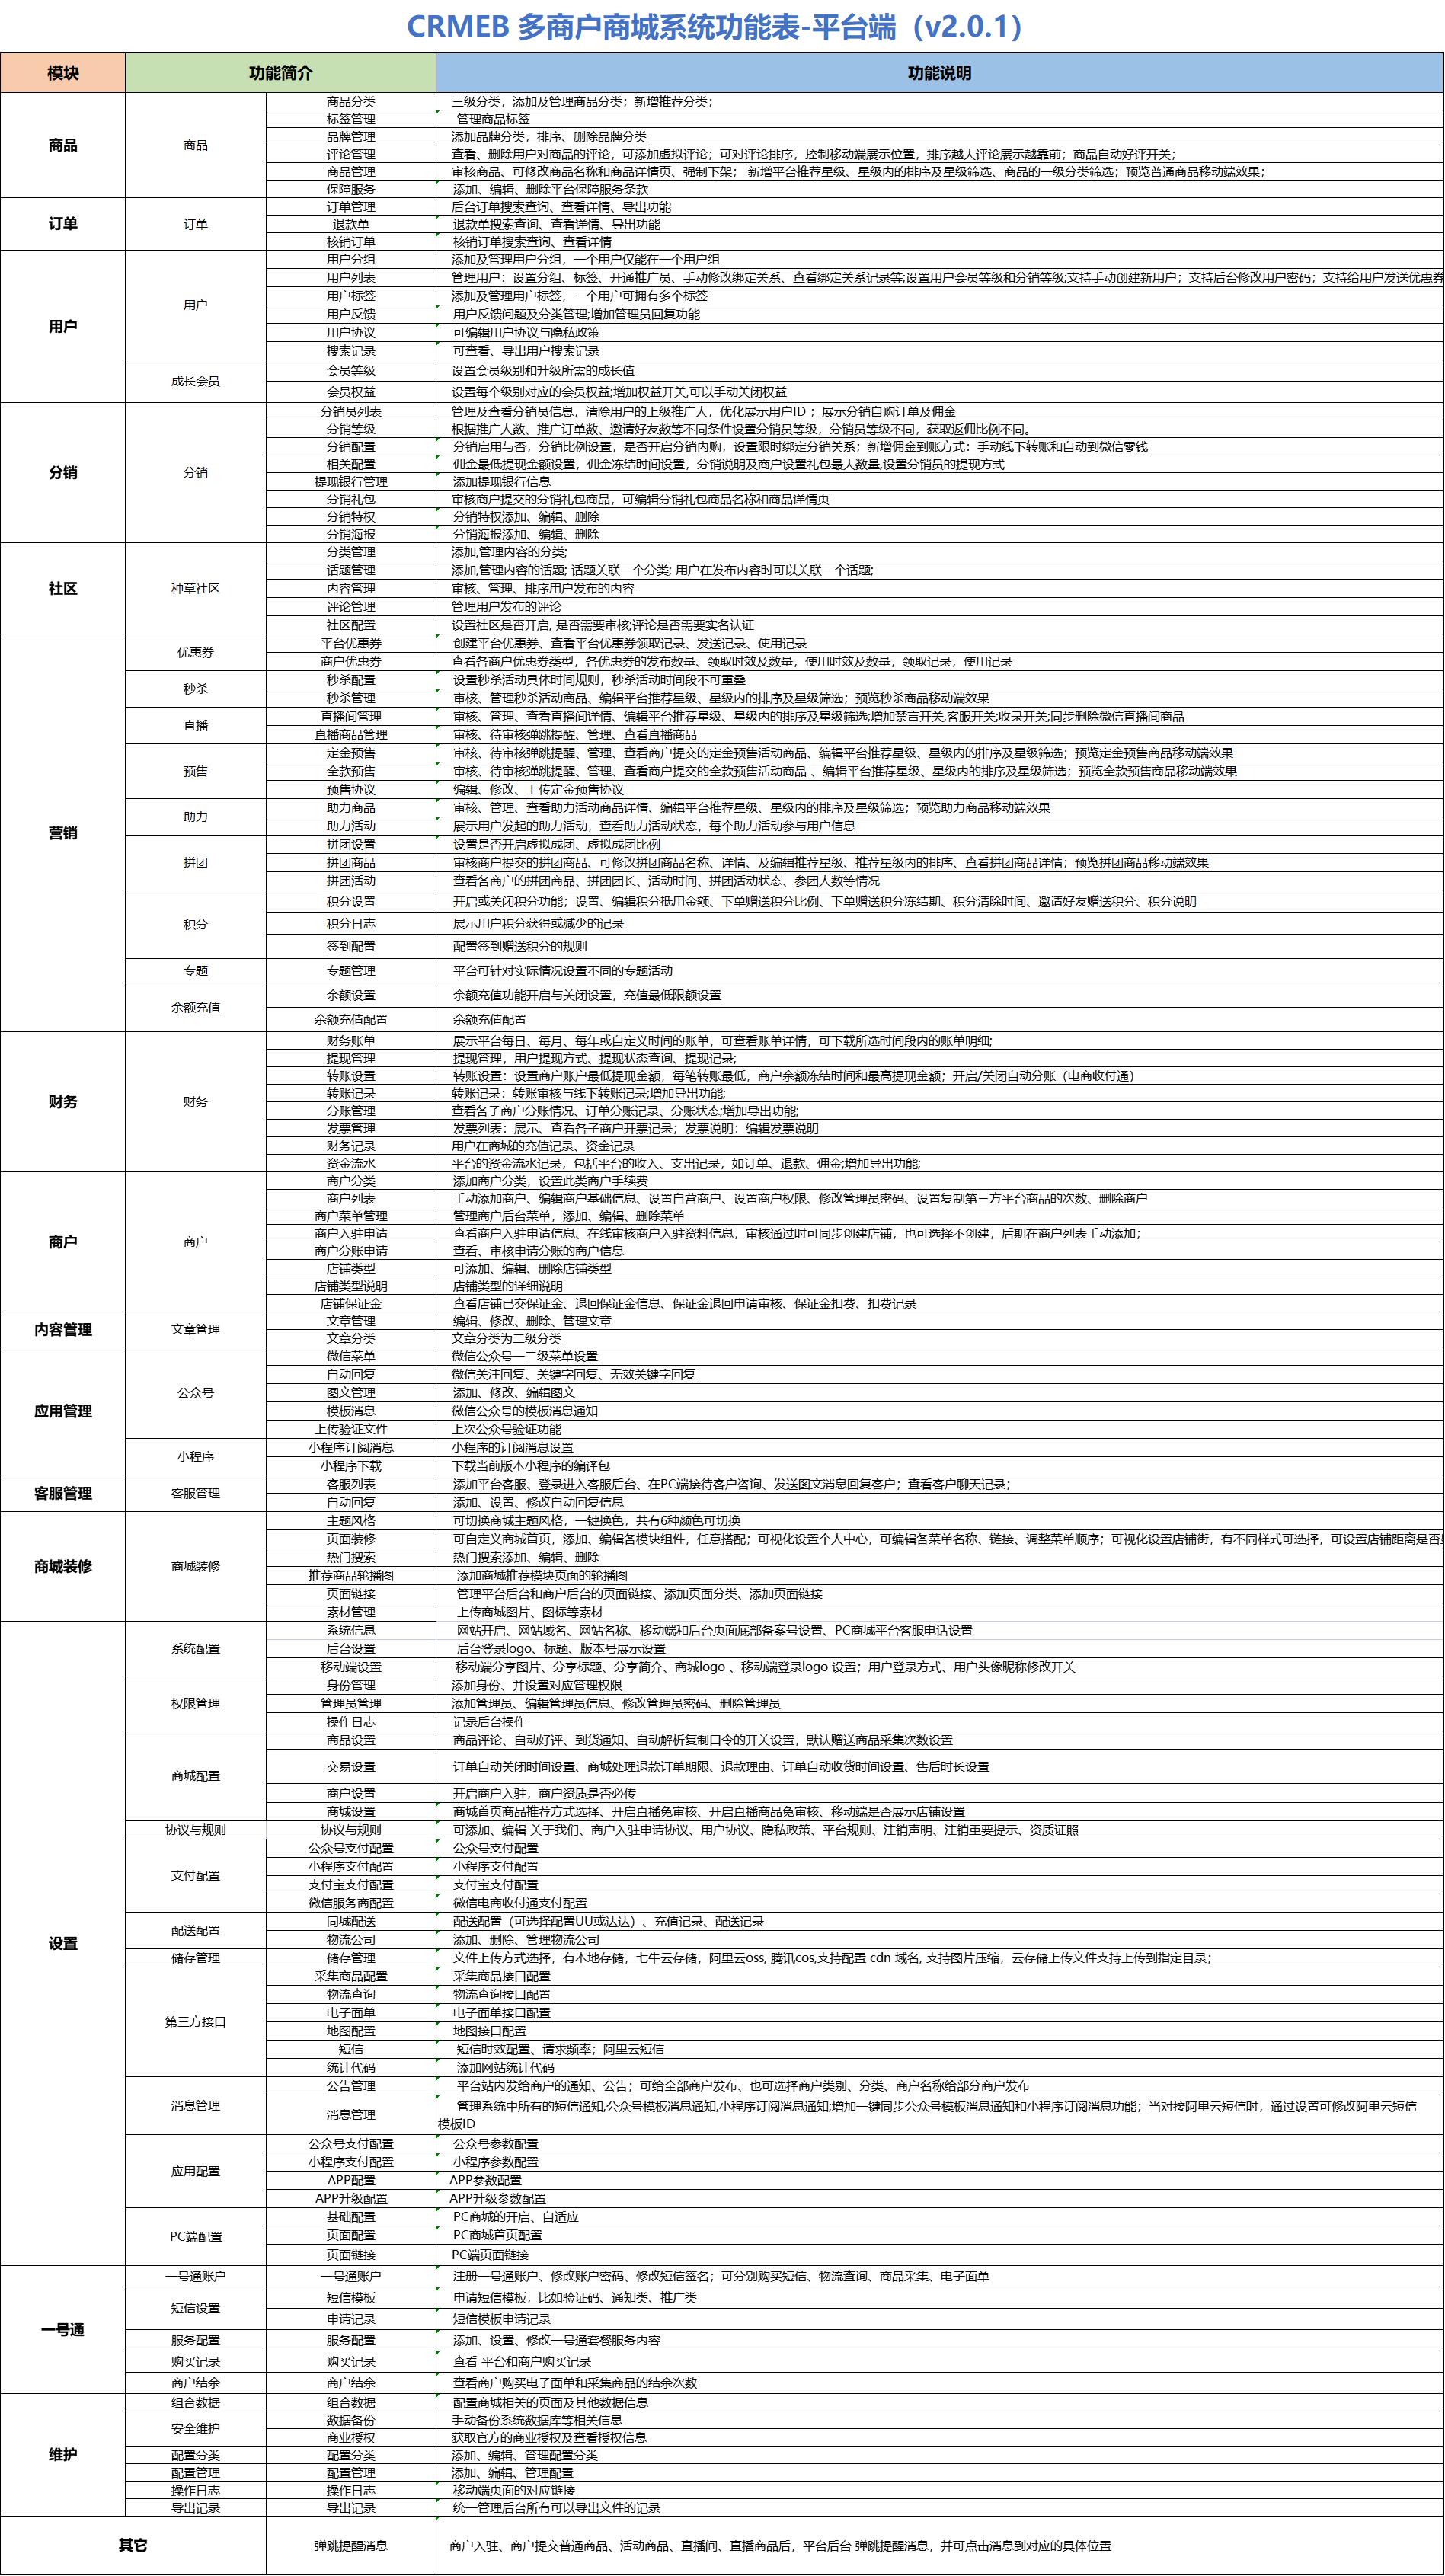 CRMEB 多商户商城系统功能表-平台端（v2.0.1）
模块 功能简介 功能说明
商品 商品 商品分类 三级分类，添加及管理商品分类；新增推荐分类；
标签管理 管理商品标签
品牌管理 添加品牌分类，排序、删除品牌分类
评论管理 查看、删除用户对商品的评论，可添加虚拟评论；可对评论排序，控制移动端展示位置，排序越大评论展示越靠前；商品自动好评开关；
商品管理 审核商品、可修改商品名称和商品详情页、强制下架； 新增平台推荐星级、星级内的排序及星级筛选、商品的一级分类筛选；预览普通商品移动端效果；
保障服务 添加、编辑、删除平台保障服务条款
订单 订单 订单管理 后台订单搜索查询、查看详情、导出功能
退款单 退款单搜索查询、查看详情、导出功能
核销订单 核销订单搜索查询、查看详情
用户 用户 用户分组 添加及管理用户分组，一个用户仅能在一个用户组
用户列表 管理用户：设置分组、标签、开通推广员、手动修改绑定关系、查看绑定关系记录等;设置用户会员等级和分销等级;支持手动创建新用户；支持后台修改用户密码；支持给用户发送优惠券
用户标签 添加及管理用户标签，一个用户可拥有多个标签
用户反馈 用户反馈问题及分类管理;增加管理员回复功能
用户协议 可编辑用户协议与隐私政策
搜索记录 可查看、导出用户搜索记录
成长会员 会员等级 设置会员级别和升级所需的成长值
会员权益 设置每个级别对应的会员权益;增加权益开关,可以手动关闭权益
分销 分销 分销员列表 管理及查看分销员信息，清除用户的上级推广人，优化展示用户ID ；展示分销自购订单及佣金
分销等级 根据推广人数、推广订单数、邀请好友数等不同条件设置分销员等级，分销员等级不同，获取返佣比例不同。
分销配置 分销启用与否，分销比例设置，是否开启分销内购，设置限时绑定分销关系；新增佣金到账方式：手动线下转账和自动到微信零钱
相关配置 佣金最低提现金额设置，佣金冻结时间设置，分销说明及商户设置礼包最大数量,设置分销员的提现方式
提现银行管理 添加提现银行信息
分销礼包 审核商户提交的分销礼包商品，可编辑分销礼包商品名称和商品详情页
分销特权 分销特权添加、编辑、删除
分销海报 分销海报添加、编辑、删除
社区 种草社区 分类管理 添加,管理内容的分类;
话题管理 添加,管理内容的话题; 话题关联一个分类; 用户在发布内容时可以关联一个话题;
内容管理 审核、管理、排序用户发布的内容
评论管理 管理用户发布的评论
社区配置 设置社区是否开启, 是否需要审核;评论是否需要实名认证
营销 优惠券 平台优惠券 创建平台优惠券、查看平台优惠券领取记录、发送记录、使用记录
商户优惠券 查看各商户优惠券类型，各优惠券的发布数量、领取时效及数量，使用时效及数量，领取记录，使用记录
秒杀 秒杀配置 设置秒杀活动具体时间规则，秒杀活动时间段不可重叠
秒杀管理 审核、管理秒杀活动商品、编辑平台推荐星级、星级内的排序及星级筛选；预览秒杀商品移动端效果
直播 直播间管理 审核、管理、查看直播间详情、编辑平台推荐星级、星级内的排序及星级筛选;增加禁言开关,客服开关;收录开关;同步删除微信直播间商品
直播商品管理 审核、待审核弹跳提醒、管理、查看直播商品
预售 定金预售 审核、待审核弹跳提醒、管理、查看商户提交的定金预售活动商品、编辑平台推荐星级、星级内的排序及星级筛选；预览定金预售商品移动端效果
全款预售 审核、待审核弹跳提醒、管理、查看商户提交的全款预售活动商品 、编辑平台推荐星级、星级内的排序及星级筛选；预览全款预售商品移动端效果
预售协议 编辑、修改、上传定金预售协议
助力 助力商品 审核、管理、查看助力活动商品详情、编辑平台推荐星级、星级内的排序及星级筛选；预览助力商品移动端效果
助力活动 展示用户发起的助力活动，查看助力活动状态，每个助力活动参与用户信息
拼团 拼团设置 设置是否开启虚拟成团、虚拟成团比例
拼团商品 审核商户提交的拼团商品、可修改拼团商品名称、详情、及编辑推荐星级、推荐星级内的排序、查看拼团商品详情；预览拼团商品移动端效果
拼团活动 查看各商户的拼团商品、拼团团长、活动时间、拼团活动状态、参团人数等情况
积分 积分设置 开启或关闭积分功能；设置、编辑积分抵用金额、下单赠送积分比例、下单赠送积分冻结期、积分清除时间、邀请好友赠送积分、积分说明
积分日志 展示用户积分获得或减少的记录
签到配置 配置签到赠送积分的规则
专题 专题管理 平台可针对实际情况设置不同的专题活动
余额充值 余额设置 余额充值功能开启与关闭设置，充值最低限额设置
余额充值配置 余额充值配置
财务 财务 财务账单 展示平台每日、每月、每年或自定义时间的账单，可查看账单详情，可下载所选时间段内的账单明细;
提现管理 提现管理，用户提现方式、提现状态查询、提现记录;
转账设置 转账设置：设置商户账户最低提现金额，每笔转账最低，商户余额冻结时间和最高提现金额；开启/关闭自动分账（电商收付通）
转账记录 转账记录：转账审核与线下转账记录;增加导出功能;
分账管理 查看各子商户分账情况、订单分账记录、分账状态;增加导出功能;
发票管理 发票列表：展示、查看各子商户开票记录；发票说明：编辑发票说明
财务记录 用户在商城的充值记录、资金记录
资金流水 平台的资金流水记录，包括平台的收入、支出记录，如订单、退款、佣金;增加导出功能;
商户 商户 商户分类 添加商户分类，设置此类商户手续费
商户列表 手动添加商户、编辑商户基础信息、设置自营商户、设置商户权限、修改管理员密码、设置复制第三方平台商品的次数、删除商户
商户菜单管理 管理商户后台菜单，添加、编辑、删除菜单
商户入驻申请 查看商户入驻申请信息、在线审核商户入驻资料信息，审核通过时可同步创建店铺，也可选择不创建，后期在商户列表手动添加；
商户分账申请 查看、审核申请分账的商户信息
店铺类型 可添加、编辑、删除店铺类型
店铺类型说明 店铺类型的详细说明
店铺保证金 查看店铺已交保证金、退回保证金信息、保证金退回申请审核、保证金扣费、扣费记录
内容管理 文章管理 文章管理 编辑、修改、删除、管理文章
文章分类 文章分类为二级分类
应用管理 公众号 微信菜单 微信公众号一二级菜单设置
自动回复 微信关注回复、关键字回复、无效关键字回复
图文管理 添加、修改、编辑图文
模板消息 微信公众号的模板消息通知
上传验证文件 上次公众号验证功能
小程序 小程序订阅消息 小程序的订阅消息设置
小程序下载 下载当前版本小程序的编译包
客服管理 客服管理 客服列表 添加平台客服、登录进入客服后台、在PC端接待客户咨询、发送图文消息回复客户；查看客户聊天记录；
自动回复 添加、设置、修改自动回复信息
商城装修 商城装修 主题风格 可切换商城主题风格，一键换色，共有6种颜色可切换
页面装修 可自定义商城首页，添加、编辑各模块组件，任意搭配；可视化设置个人中心，可编辑各菜单名称、链接、调整菜单顺序；可视化设置店铺街，有不同样式可选择，可设置店铺距离是否
热门搜索 热门搜索添加、编辑、删除
推荐商品轮播图 添加商城推荐模块页面的轮播图
页面链接 管理平台后台和商户后台的页面链接、添加页面分类、添加页面链接
素材管理 上传商城图片、图标等素材
设置 系统配置 系统信息 网站开启、网站域名、网站名称、移动端和后台页面底部备案号设置、PC商城平台客服电话设置
后台设置 后台登录logo、标题、版本号展示设置
移动端设置 移动端分享图片、分享标题、分享简介、商城logo 、移动端登录logo 设置；用户登录方式、用户头像昵称修改开关
权限管理 身份管理 添加身份、并设置对应管理权限
管理员管理 添加管理员、编辑管理员信息、修改管理员密码、删除管理员
操作日志 记录后台操作
商城配置 商品设置 商品评论、自动好评、到货通知、自动解析复制口令的开关设置，默认赠送商品采集次数设置
交易设置 订单自动关闭时间设置、商城处理退款订单期限、退款理由、订单自动收货时间设置、售后时长设置
商户设置 开启商户入驻，商户资质是否必传
商城设置 商城首页商品推荐方式选择、开启直播免审核、开启直播商品免审核、移动端是否展示店铺设置
协议与规则 协议与规则 可添加、编辑 关于我们、商户入驻申请协议、用户协议、隐私政策、平台规则、注销声明、注销重要提示、资质证照
支付配置 公众号支付配置 公众号支付配置
小程序支付配置 小程序支付配置
支付宝支付配置 支付宝支付配置
微信服务商配置 微信电商收付通支付配置
配送配置 同城配送 配送配置（可选择配置UU或达达）、充值记录、配送记录
物流公司 添加、删除、管理物流公司
储存管理 储存管理 文件上传方式选择，有本地存储，七牛云存储，阿里云oss, 腾讯cos,支持配置 cdn 域名, 支持图片压缩，云存储上传文件支持上传到指定目录；
第三方接口 采集商品配置 采集商品接口配置
物流查询 物流查询接口配置
电子面单 电子面单接口配置
地图配置 地图接口配置
短信 短信时效配置、请求频率；阿里云短信
统计代码 添加网站统计代码
消息管理 公告管理 平台站内发给商户的通知、公告；可给全部商户发布、也可选择商户类别、分类、商户名称给部分商户发布
消息管理 管理系统中所有的短信通知,公众号模板消息通知,小程序订阅消息通知;增加一键同步公众号模板消息通知和小程序订阅消息功能；当对接阿里云短信时，通过设置可修改阿里云短信
模板ID
应用配置 公众号支付配置 公众号参数配置
小程序支付配置 小程序参数配置
APP配置 APP参数配置
APP升级配置 APP升级参数配置
PC端配置 基础配置 PC商城的开启、自适应
页面配置 PC商城首页配置
页面链接 PC端页面链接
一号通 一号通账户 一号通账户 注册一号通账户、修改账户密码、修改短信签名；可分别购买短信、物流查询、商品采集、电子面单
短信设置 短信模板 申请短信模板，比如验证码、通知类、推广类
申请记录 短信模板申请记录
服务配置 服务配置 添加、设置、修改一号通套餐服务内容
购买记录 购买记录 查看 平台和商户购买记录
商户结余 商户结余 查看商户购买电子面单和采集商品的结余次数
维护 组合数据 组合数据 配置商城相关的页面及其他数据信息
安全维护 数据备份 手动备份系统数据库等相关信息
商业授权 获取官方的商业授权及查看授权信息
配置分类 配置分类 添加、编辑、管理配置分类
配置管理 配置管理 添加、编辑、管理配置
操作日志 操作日志 移动端页面的对应链接
导出记录 导出记录 统一管理后台所有可以导出文件的记录
其它 弹跳提醒消息 商户入驻、商户提交普通商品、活动商品、直播间、直播商品后，平台后台 弹跳提醒消息，并可点击消息到对应的具体位置